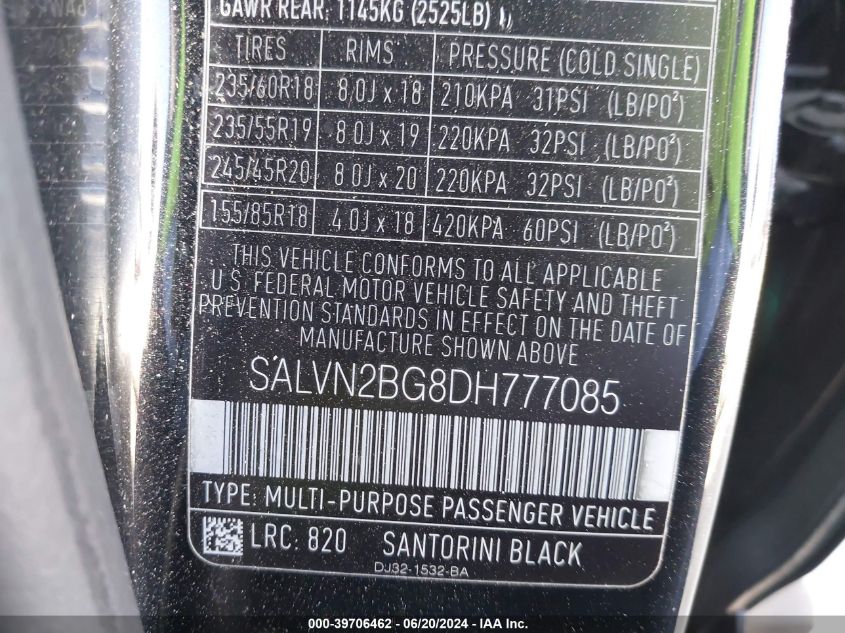 GAWR REAR: 1145KG (2525LB)
TIRES RIMS PRESSURE (COLD SINGLE)
235/60R18 8.0J x 18 210KPA 31PSI (LB/PO²)
235/55R19 8.0J x 19 220KPA 32PSI (LB/PO²)
245/45R20 8.0J x 20 220KPA 32PSI (LB/PO²)
155/85R18 4.0J x 18 420KPA 60PSI (LB/PO²)
THIS VEHICLE CONFORMS TO ALL APPLICABLE
U.S. FEDERAL MOTOR VEHICLE SAFETY AND THEFT
PREVENTION STANDARDS IN EFFECT ON THE DATE OF
MANUFACTURE SHOWN ABOVE
SALVN2BG8DH777085
TYPE: MULTI-PURPOSE PASSENGER VEHICLE
LRC: 820 SANTORINI BLACK
DJ32-1532-BA
000-39706462 - 06/20/2024 - IAA Inc.